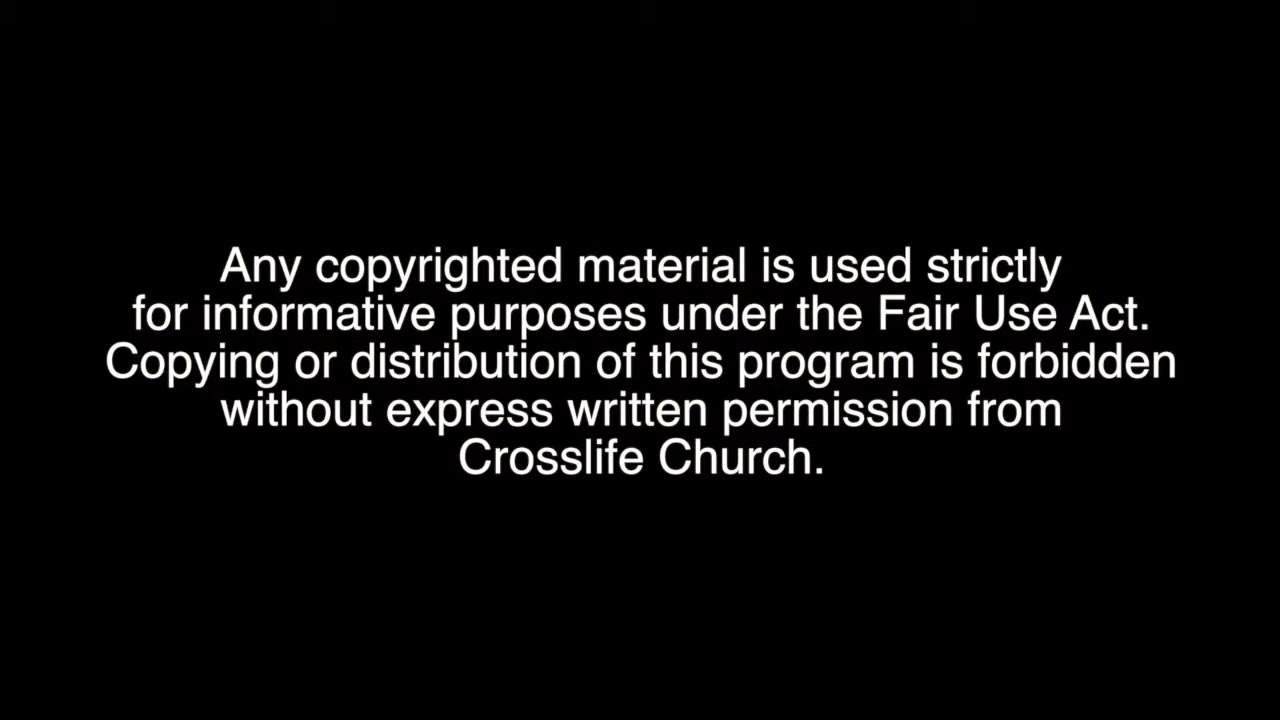 Any copyrighted material is used strictly
for informative purposes under the Fair Use Act.
Copying or distribution of this program is forbidden
without express written permission from
Crosslife Church.